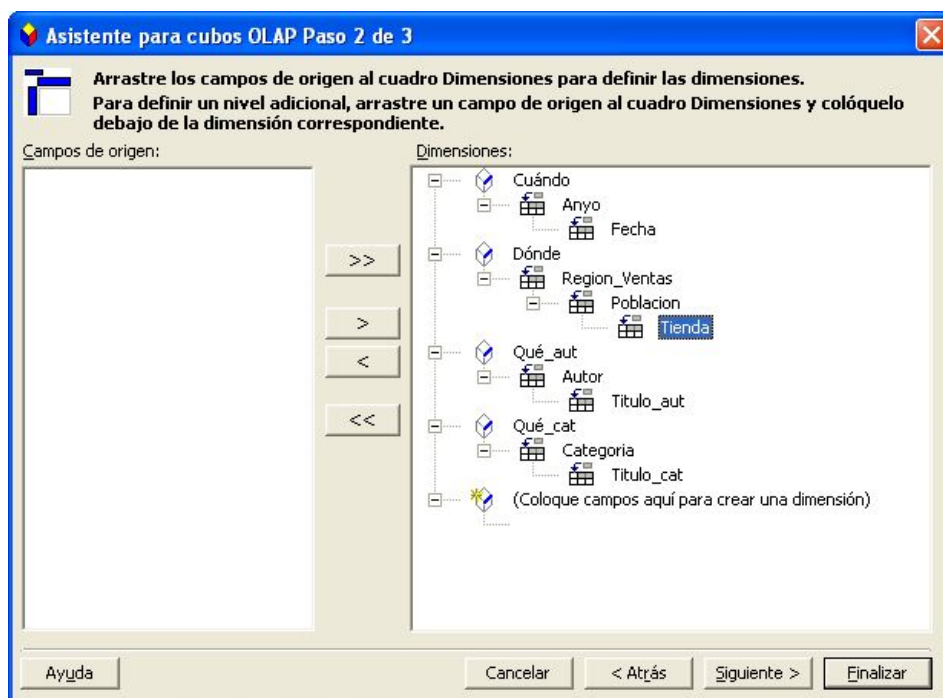 Asistente para cubos OLAP Paso 2 de 3
Arrastre los campos de origen al cuadro Dimensiones para definir las dimensiones.
Para definir un nivel adicional, arrastre un campo de origen al cuadro Dimensiones y colóquelo
debajo de la dimensión correspondiente.
Campos de origen:
Dimensiones:
Cuándo
Anyo
Fecha
Dónde
Region_Ventas
Poblacion
Tienda
Qué_aut
Autor
Titulo_aut
Qué_cat
Categoria
Titulo_cat
(Coloque campos aquí para crear una dimensión)
>>
>
<
<<
Ayuda
Cancelar
< Atrás
Siguiente >
Finalizar